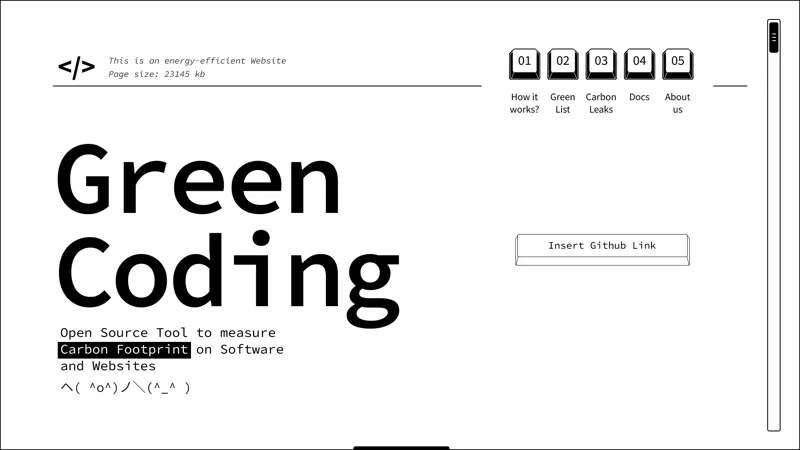 </>
This is an energy-efficient Website
Page size: 23145 kb
01 02 03 04 05
How it works?
Green List
Carbon Leaks
Docs
About us
Green
Coding
Insert Github Link
Open Source Tool to measure
Carbon Footprint on Software
and Websites
ヘ( ^o^)ノ＼(^_^ )